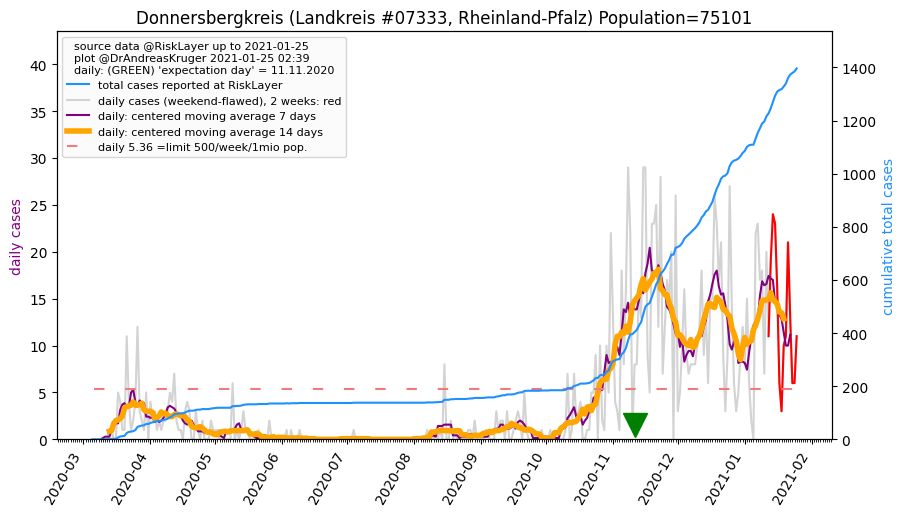 Donnersbergkreis (Landkreis #07333, Rheinland-Pfalz) Population=75101
source data @RiskLayer up to 2021-01-25
plot @DrAndreasKruger 2021-01-25 02:39
daily: (GREEN) 'expectation day' = 11.11.2020
total cases reported at RiskLayer
daily cases (weekend-flawed), 2 weeks: red
daily: centered moving average 7 days
daily: centered moving average 14 days
daily 5.36 =limit 500/week/1mio pop.
daily cases
40
35
30
25
20
15
10
5
0
cumulative total cases
1400
1200
1000
800
600
400
200
0
2020-03
2020-04
2020-05
2020-06
2020-07
2020-08
2020-09
2020-10
2020-11
2020-12
2021-01
2021-02